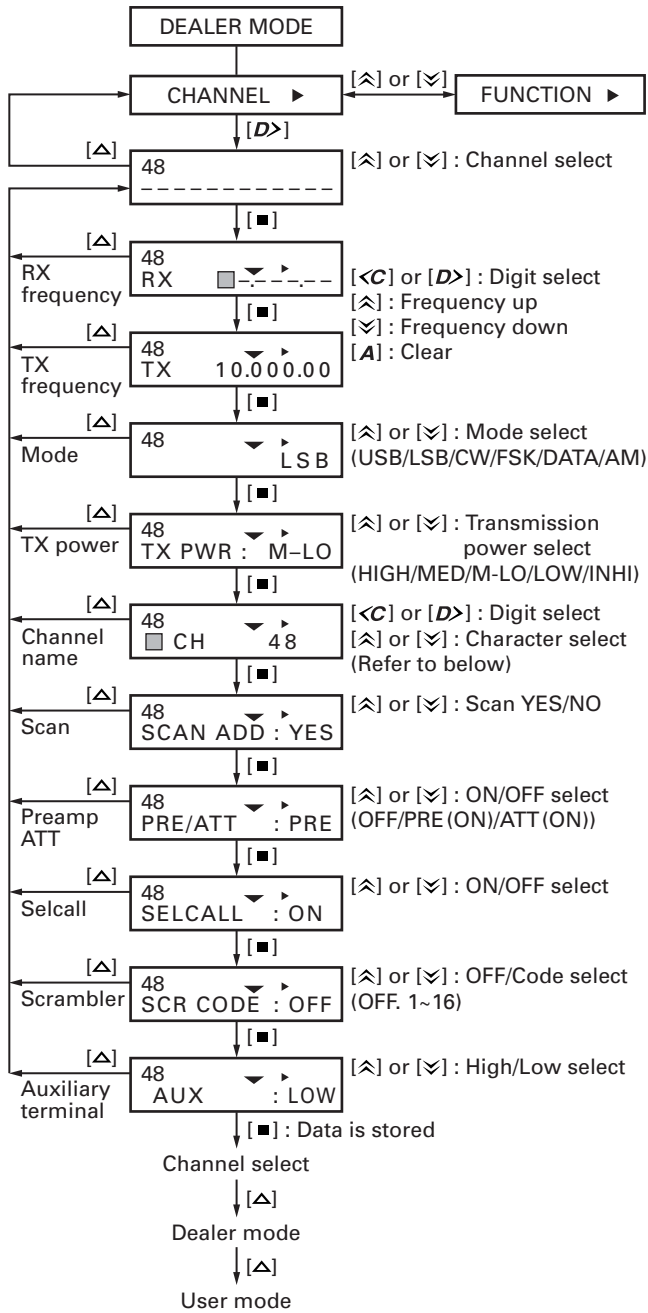 DEALER MODE
CHANNEL ▶
[︽] or [︾]
FUNCTION ▶
[D>]
[△]
48
– – – – – – – – – – – –
[︽] or [︾] : Channel select
[■]
[△]
RX
frequency
48
RX –.– – –.– –
[<C] or [D>] : Digit select
[︽] : Frequency up
[︾] : Frequency down
[A] : Clear
[■]
[△]
TX
frequency
48
TX 10.000.00
[■]
[△]
Mode
48
LSB
[︽] or [︾] : Mode select
(USB/LSB/CW/FSK/DATA/AM)
[■]
[△]
TX power
48
TX PWR : M–LO
[︽] or [︾] : Transmission
power select
(HIGH/MED/M-LO/LOW/INHI)
[■]
[△]
Channel
name
48
CH 48
[<C] or [D>] : Digit select
[︽] or [︾] : Character select
(Refer to below)
[■]
[△]
Scan
48
SCAN ADD : YES
[︽] or [︾] : Scan YES/NO
[■]
[△]
Preamp
ATT
48
PRE/ATT : PRE
[︽] or [︾] : ON/OFF select
(OFF/PRE(ON)/ATT(ON))
[■]
[△]
Selcall
48
SELCALL : ON
[︽] or [︾] : ON/OFF select
[■]
[△]
Scrambler
48
SCR CODE : OFF
[︽] or [︾] : OFF/Code select
(OFF. 1~16)
[■]
[△]
Auxiliary
terminal
48
AUX : LOW
[︽] or [︾] : High/Low select
[■] : Data is stored
Channel select
[△]
Dealer mode
[△]
User mode